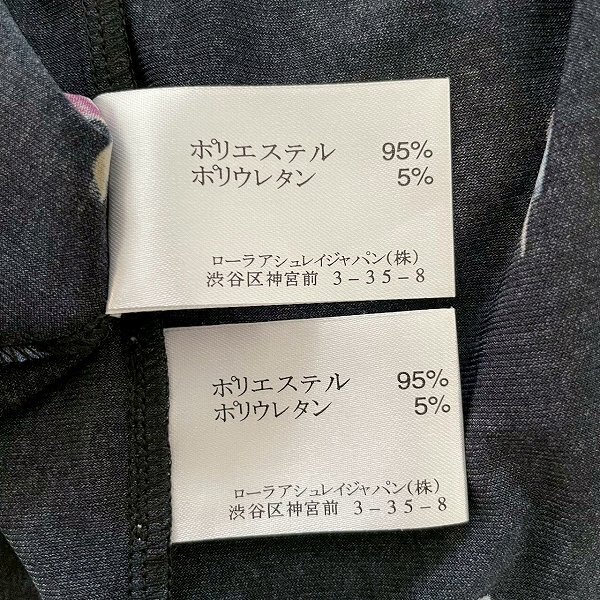 ポリエステル 95%
ポリウレタン 5%
ローラアシュレイジャパン(株)
渋谷区神宮前 3-35-8
ポリエステル 95%
ポリウレタン 5%
ローラアシュレイジャパン(株)
渋谷区神宮前 3-35-8